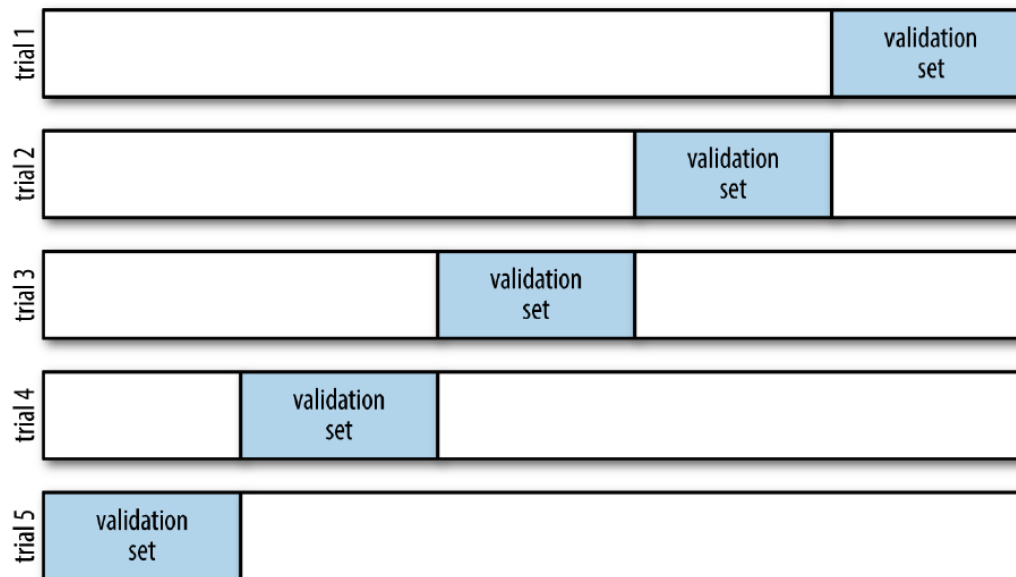 trial 1
validation
set
trial 2
validation
set
trial 3
validation
set
trial 4
validation
set
trial 5
validation
set